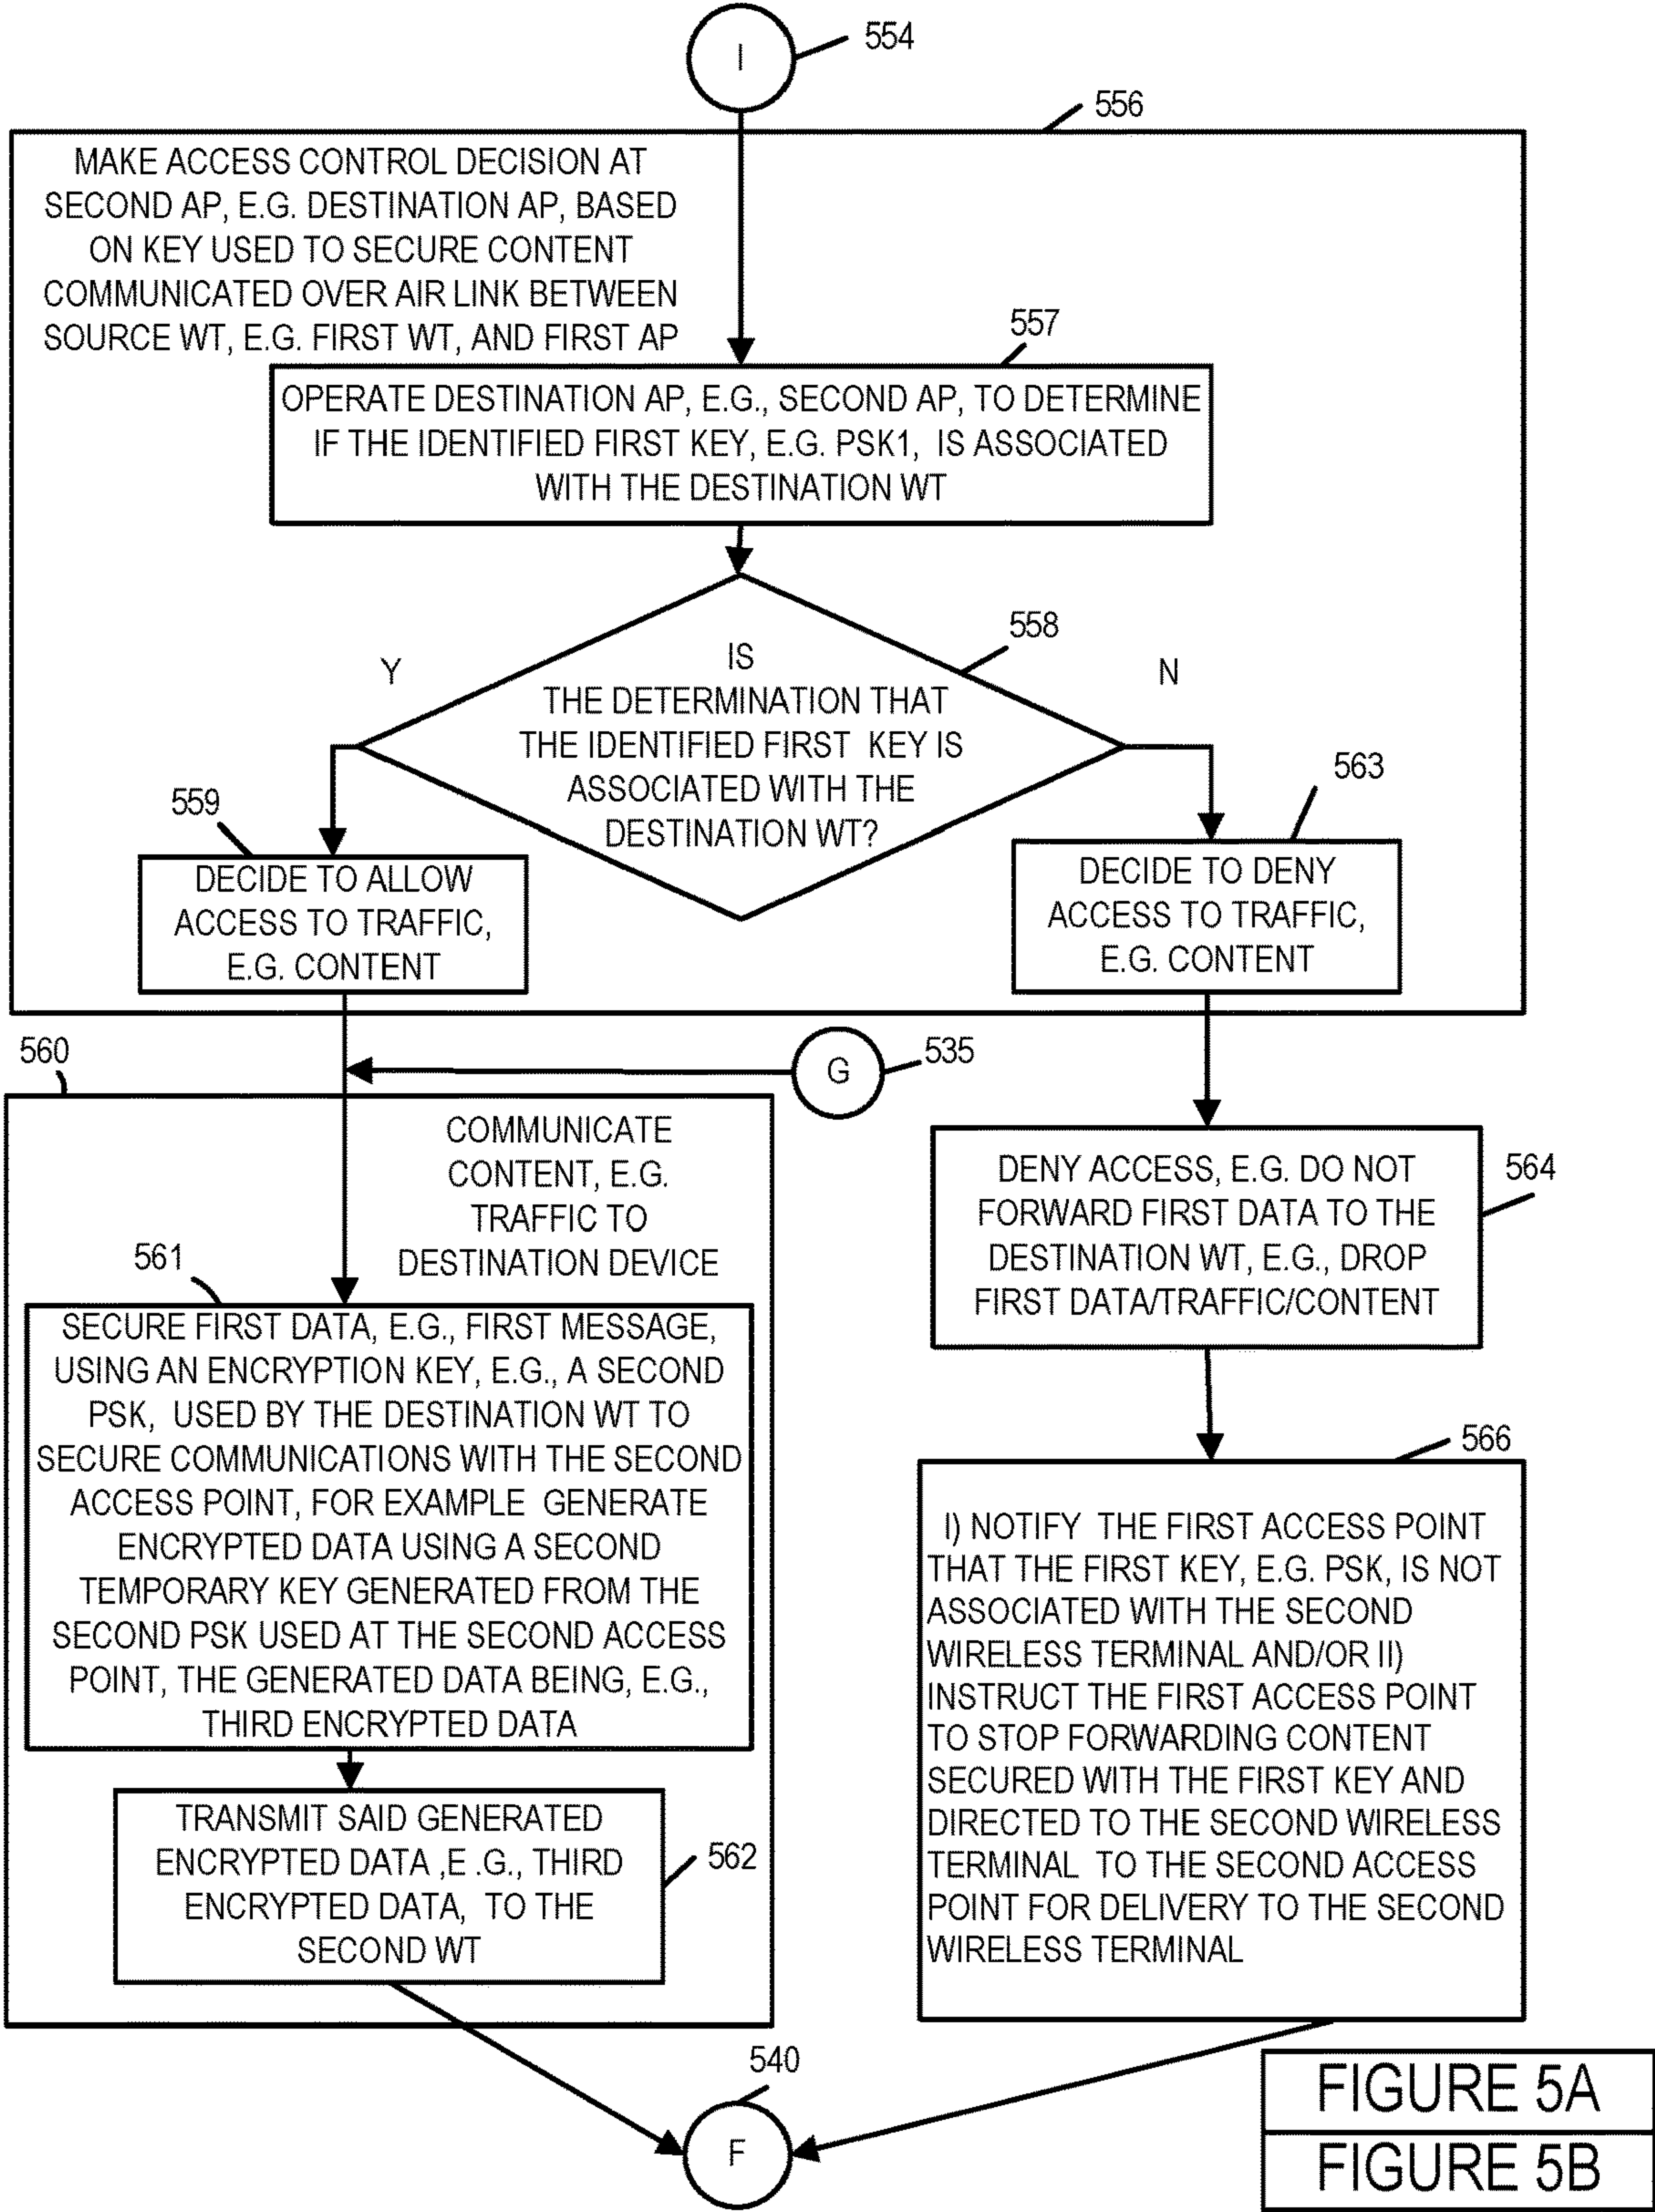 I
554
556
MAKE ACCESS CONTROL DECISION AT
SECOND AP, E.G. DESTINATION AP, BASED
ON KEY USED TO SECURE CONTENT
COMMUNICATED OVER AIR LINK BETWEEN
SOURCE WT, E.G. FIRST WT, AND FIRST AP
557
OPERATE DESTINATION AP, E.G., SECOND AP, TO DETERMINE
IF THE IDENTIFIED FIRST KEY, E.G. PSK1, IS ASSOCIATED
WITH THE DESTINATION WT
558
Y
N
IS
THE DETERMINATION THAT
THE IDENTIFIED FIRST KEY IS
ASSOCIATED WITH THE
DESTINATION WT?
559
DECIDE TO ALLOW
ACCESS TO TRAFFIC,
E.G. CONTENT
563
DECIDE TO DENY
ACCESS TO TRAFFIC,
E.G. CONTENT
560
G
535
COMMUNICATE
CONTENT, E.G.
TRAFFIC TO
DESTINATION DEVICE
561
SECURE FIRST DATA, E.G., FIRST MESSAGE,
USING AN ENCRYPTION KEY, E.G., A SECOND
PSK, USED BY THE DESTINATION WT TO
SECURE COMMUNICATIONS WITH THE SECOND
ACCESS POINT, FOR EXAMPLE GENERATE
ENCRYPTED DATA USING A SECOND
TEMPORARY KEY GENERATED FROM THE
SECOND PSK USED AT THE SECOND ACCESS
POINT, THE GENERATED DATA BEING, E.G.,
THIRD ENCRYPTED DATA
TRANSMIT SAID GENERATED
ENCRYPTED DATA ,E .G., THIRD
ENCRYPTED DATA, TO THE
SECOND WT
562
DENY ACCESS, E.G. DO NOT
FORWARD FIRST DATA TO THE
DESTINATION WT, E.G., DROP
FIRST DATA/TRAFFIC/CONTENT
564
566
I) NOTIFY THE FIRST ACCESS POINT
THAT THE FIRST KEY, E.G. PSK, IS NOT
ASSOCIATED WITH THE SECOND
WIRELESS TERMINAL AND/OR II)
INSTRUCT THE FIRST ACCESS POINT
TO STOP FORWARDING CONTENT
SECURED WITH THE FIRST KEY AND
DIRECTED TO THE SECOND WIRELESS
TERMINAL TO THE SECOND ACCESS
POINT FOR DELIVERY TO THE SECOND
WIRELESS TERMINAL
540
F
FIGURE 5A
FIGURE 5B